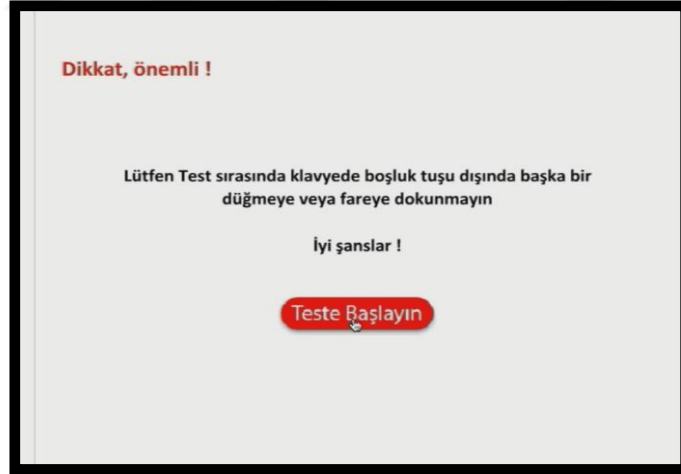 Dikkat, önemli !
Lütfen Test sırasında klavyede boşluk tuşu dışında başka bir
düğmeye veya fareye dokunmayın
İyi şanslar !
Teste Başlayın